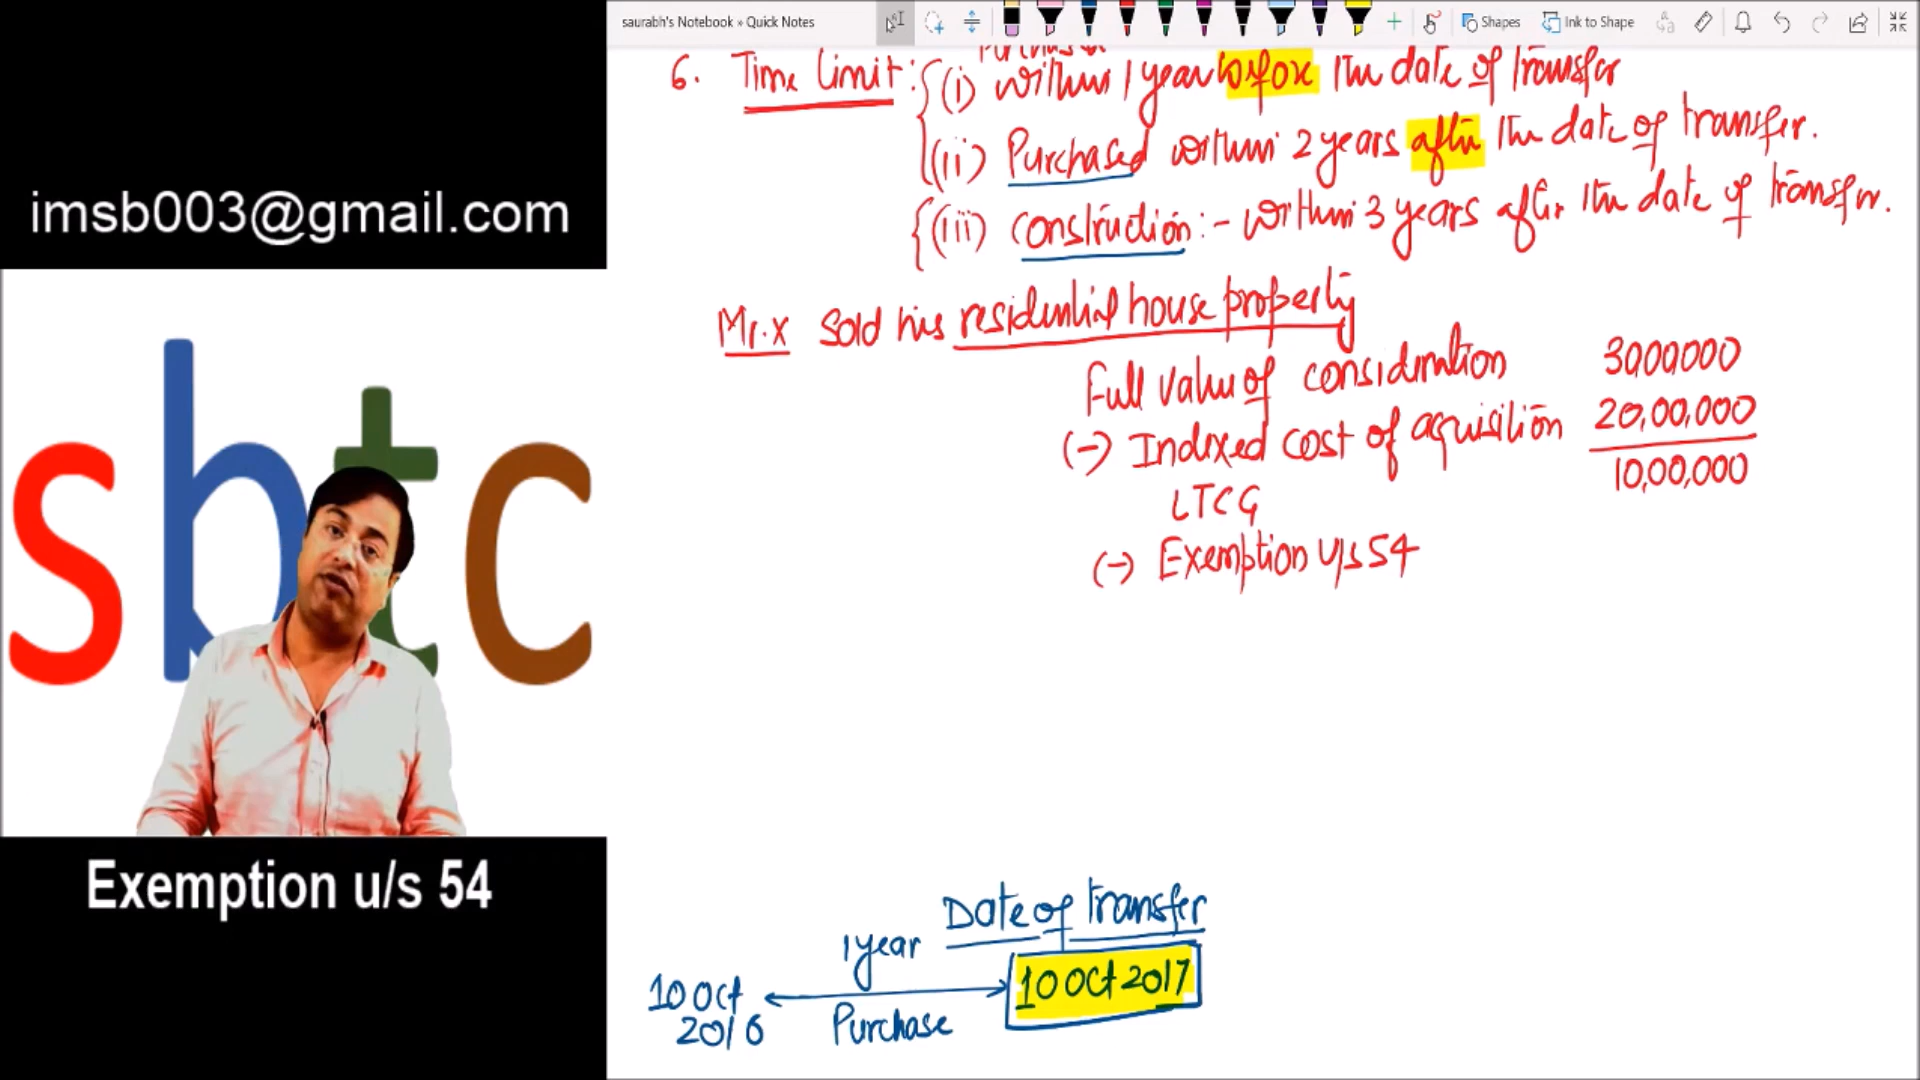 saurabh's Notebook » Quick Notes
Shapes
Ink to Shape
imsb003@gmail.com
sbtc
Exemption u/s 54
6. Time limit: (i) within 1 year before the date of transfer
(ii) Purchased within 2 years after the date of transfer.
(iii) construction:- within 3 years after the date of transfer.
Mr.x sold his residential house property
Full value of consideration 3000000
(-) Indexed cost of acquisition 20,00,000
10,00,000
LTCG
(-) Exemption u/s 54
Date of transfer
1 year
10 Oct 2017
10 Oct
2016
Purchase